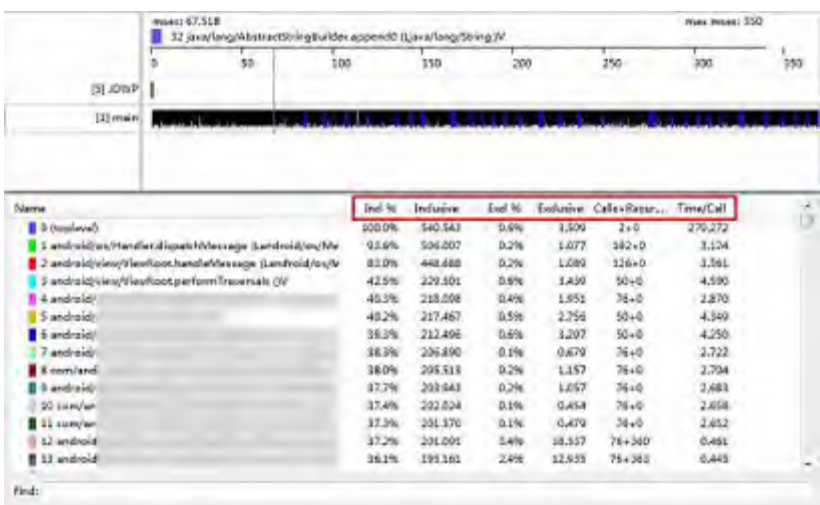 msec: 67.518 max msec: 350
32 java/lang/AbstractStringBuilder.append0 (Ljava/lang/String;)V
0 50 100 150 200 250 300 350
[5] JDWP
[1] main
Name Incl % Inclusive Excl % Exclusive Calls+Recur... Time/Call
0 (toplevel) 100.0% 540.543 0.6% 3.509 2+0 270.272
1 android/os/Handler.dispatchMessage (Landroid/os/Me 93.6% 506.007 0.2% 1.077 162+0 3.124
2 android/view/ViewRoot.handleMessage (Landroid/os/M 83.0% 448.688 0.2% 1.089 126+0 3.561
3 android/view/ViewRoot.performTraversals ()V 42.5% 229.501 0.6% 3.439 50+0 4.590
4 android/ 40.3% 218.098 0.4% 1.951 76+0 2.870
5 android/ 40.2% 217.467 0.5% 2.756 50+0 4.349
6 android/ 39.3% 212.496 0.6% 3.207 50+0 4.250
7 android/ 38.3% 206.890 0.1% 0.679 76+0 2.722
8 com/and 38.0% 205.513 0.2% 1.157 76+0 2.704
9 android/ 37.7% 203.943 0.2% 1.057 76+0 2.683
10 com/an 37.4% 202.024 0.1% 0.454 76+0 2.658
11 com/an 37.3% 201.570 0.1% 0.479 76+0 2.652
12 android 37.2% 201.091 3.4% 18.537 76+360 0.461
13 android 36.1% 195.161 2.4% 12.935 76+360 0.445
Find: